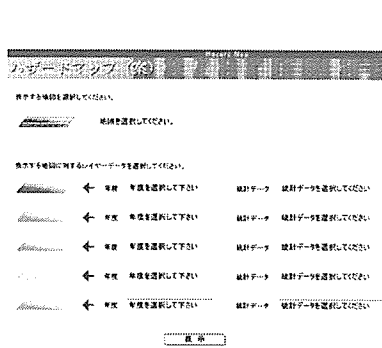 Hazard Map
ハザードマップ (水)
表示する地図を選択してください。
地図を選択してください。
表示する地図に対するレイヤーデータを選択してください。
← 年度 年度を選択して下さい 統計データ 統計データを選択してください
← 年度 年度を選択して下さい 統計データ 統計データを選択してください
← 年度 年度を選択して下さい 統計データ 統計データを選択してください
← 年度 年度を選択して下さい 統計データ 統計データを選択してください
← 年度 年度を選択して下さい 統計データ 統計データを選択してください
表示